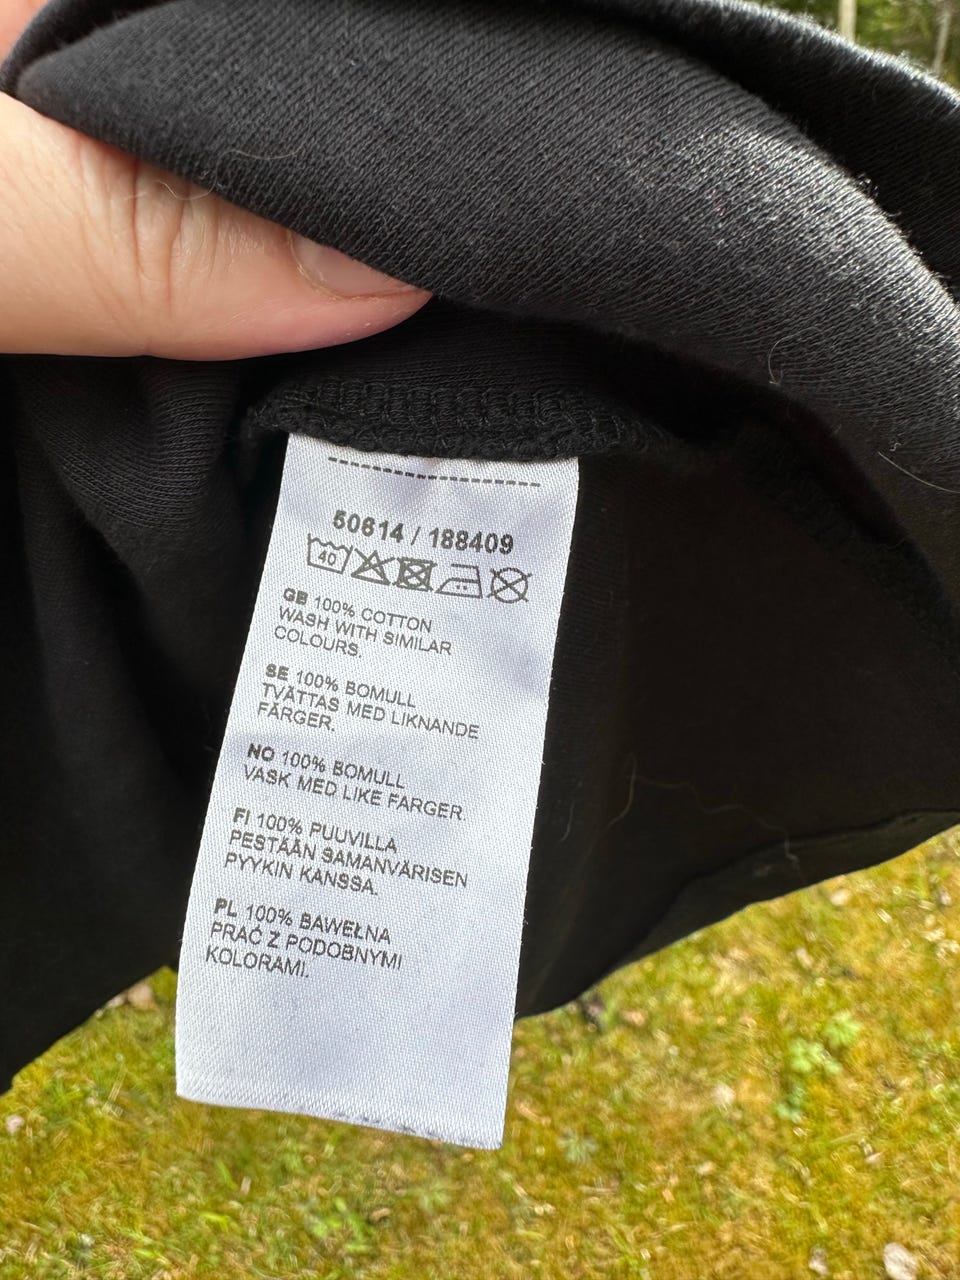 50614 / 188409
40
GB 100% COTTON
WASH WITH SIMILAR
COLOURS.
SE 100% BOMULL
TVÄTTAS MED LIKNANDE
FÄRGER.
NO 100% BOMULL
VASK MED LIKE FARGER.
FI 100% PUUVILLA
PESTÄÄN SAMANVÄRISEN
PYYKIN KANSSA.
PL 100% BAWEŁNA
PRAĆ Z PODOBNYMI
KOLORAMI.